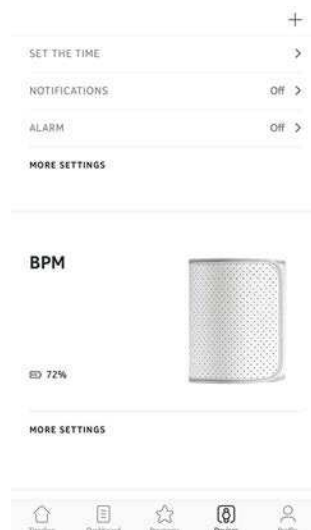 SET THE TIME
NOTIFICATIONS Off
ALARM Off
MORE SETTINGS
BPM
72%
MORE SETTINGS